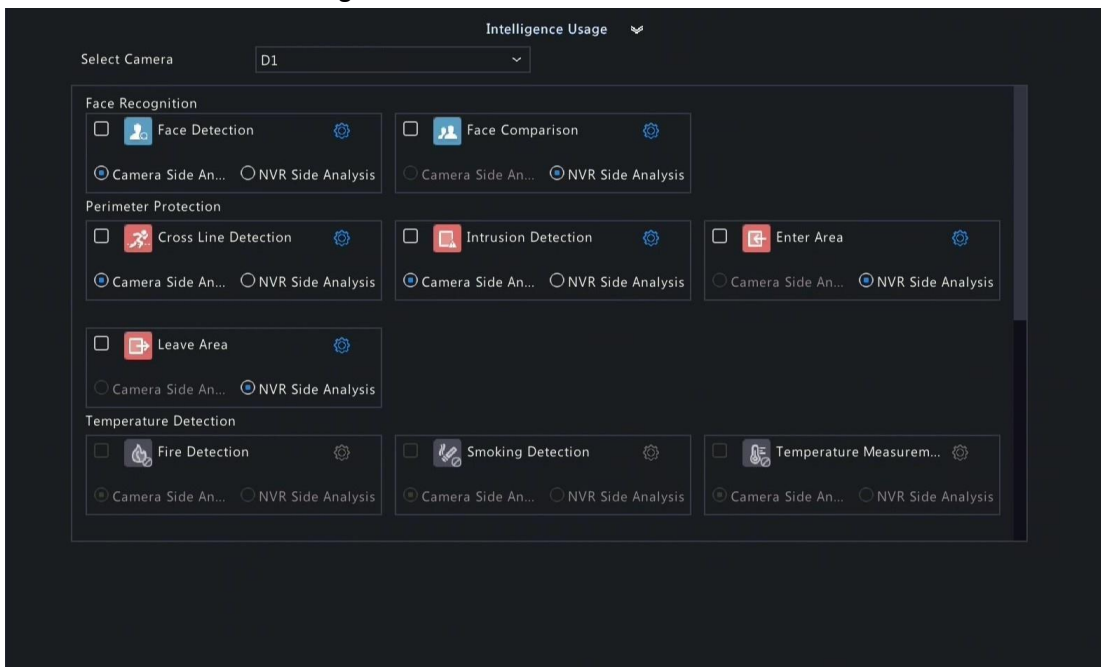 Intelligence Usage
Select Camera D1
Face Recognition
Face Detection Face Comparison
Camera Side An... NVR Side Analysis Camera Side An... NVR Side Analysis
Perimeter Protection
Cross Line Detection Intrusion Detection Enter Area
Camera Side An... NVR Side Analysis Camera Side An... NVR Side Analysis Camera Side An... NVR Side Analysis
Leave Area
Camera Side An... NVR Side Analysis
Temperature Detection
Fire Detection Smoking Detection Temperature Measurem...
Camera Side An... NVR Side Analysis Camera Side An... NVR Side Analysis Camera Side An... NVR Side Analysis